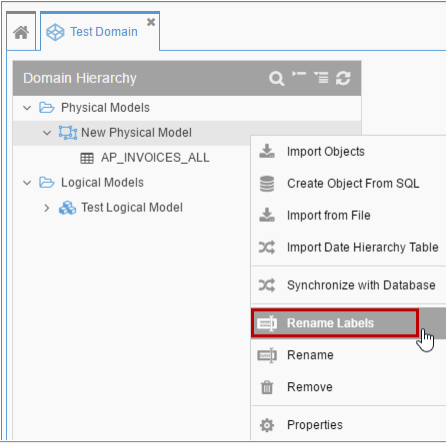 Test Domain
Domain Hierarchy
Physical Models
New Physical Model
AP_INVOICES_ALL
Logical Models
Test Logical Model
Import Objects
Create Object From SQL
Import from File
Import Date Hierarchy Table
Synchronize with Database
Rename Labels
Rename
Remove
Properties